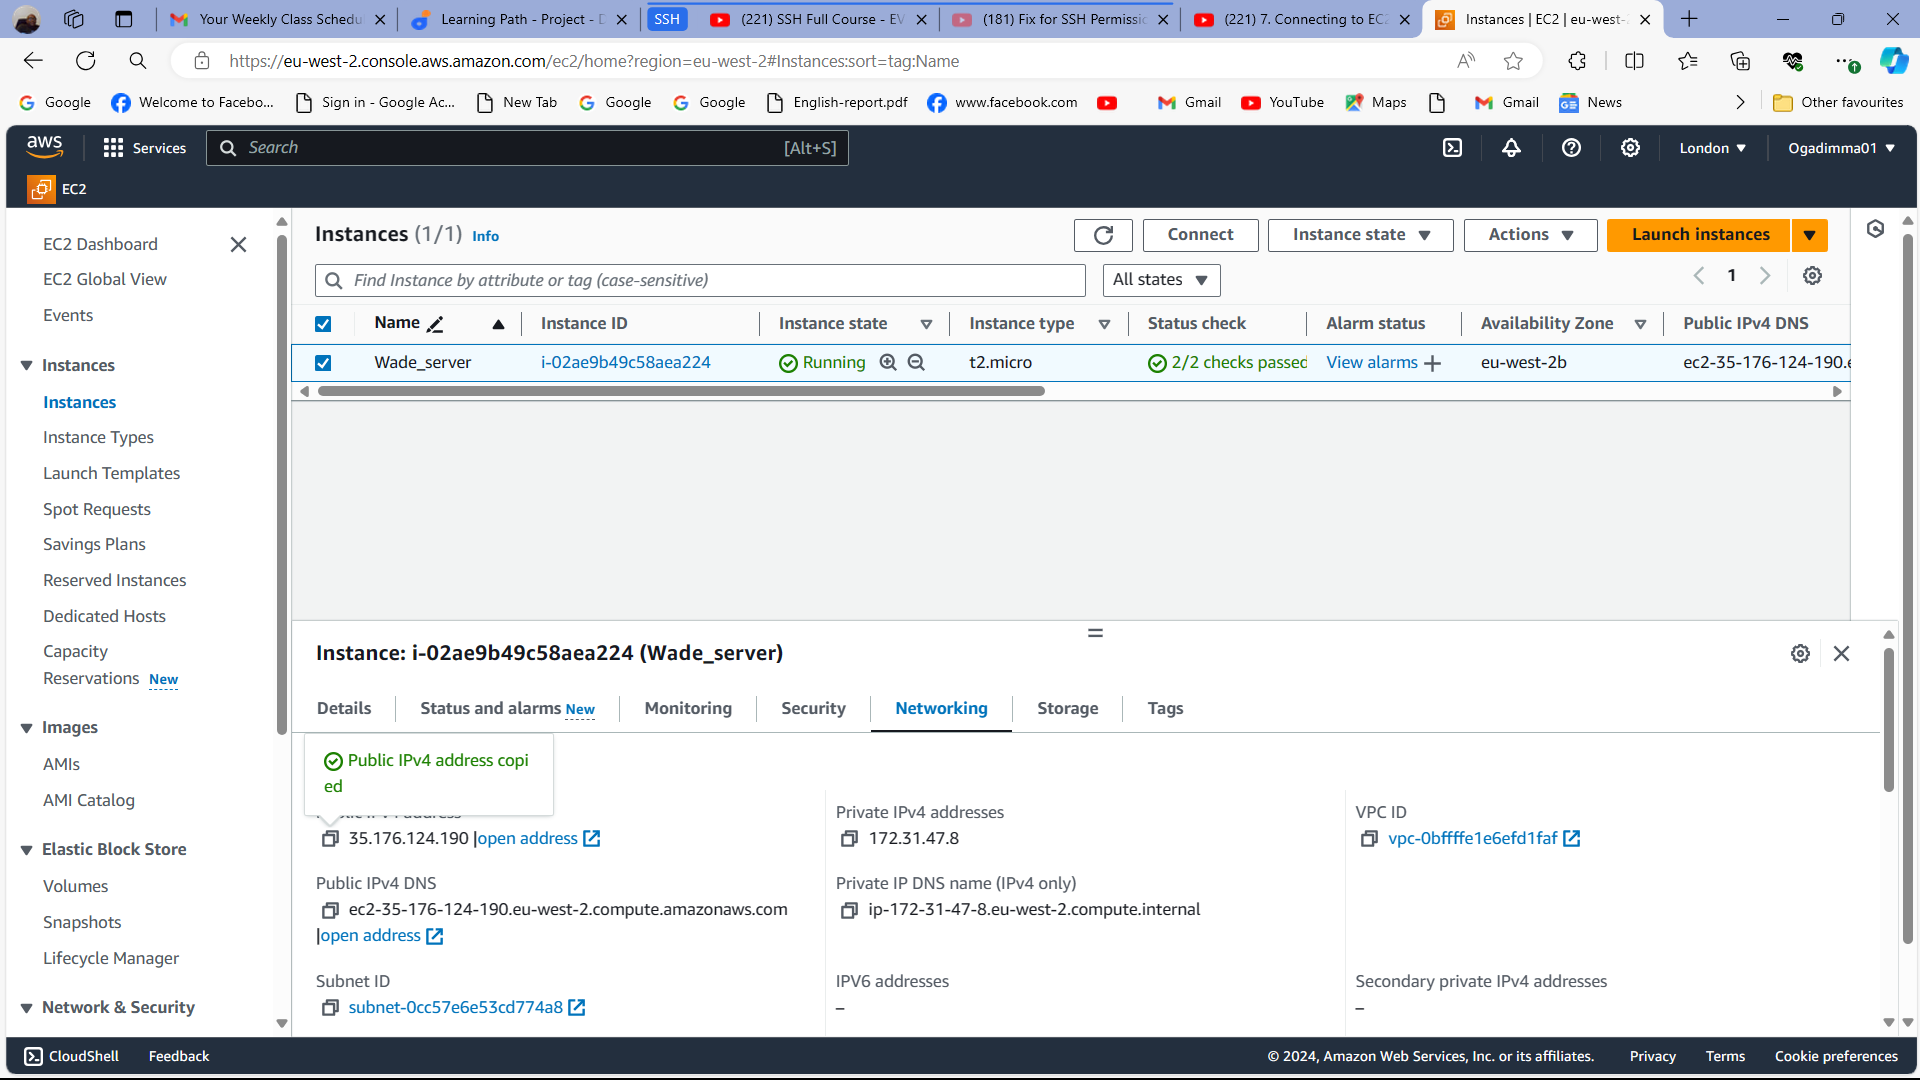 Your Weekly Class Schedu
Learning Path - Project - D
SSH
(221) SSH Full Course - EV
(181) Fix for SSH Permissic
(221) 7. Connecting to EC2
Instances | EC2 | eu-west-2
https://eu-west-2.console.aws.amazon.com/ec2/home?region=eu-west-2#Instances:sort=tag:Name
Google
Welcome to Facebo...
Sign in - Google Ac...
New Tab
Google
Google
English-report.pdf
www.facebook.com
Gmail
YouTube
Maps
Gmail
News
Other favourites
aws
Services
Search
[Alt+S]
London
Ogadimma01
EC2
EC2 Dashboard
EC2 Global View
Events
Instances
Instances
Instance Types
Launch Templates
Spot Requests
Savings Plans
Reserved Instances
Dedicated Hosts
Capacity
Reservations New
Images
AMIs
AMI Catalog
Elastic Block Store
Volumes
Snapshots
Lifecycle Manager
Network & Security
Instances (1/1) Info
Connect
Instance state
Actions
Launch instances
Find Instance by attribute or tag (case-sensitive)
All states
1
Name
Instance ID
Instance state
Instance type
Status check
Alarm status
Availability Zone
Public IPv4 DNS
Wade_server
i-02ae9b49c58aea224
Running
t2.micro
2/2 checks passed
View alarms
eu-west-2b
ec2-35-176-124-190.e
Instance: i-02ae9b49c58aea224 (Wade_server)
Details
Status and alarms New
Monitoring
Security
Networking
Storage
Tags
Public IPv4 address copi
ed
35.176.124.190 |open address
Private IPv4 addresses
172.31.47.8
VPC ID
vpc-0bffffe1e6efd1faf
Public IPv4 DNS
ec2-35-176-124-190.eu-west-2.compute.amazonaws.com
|open address
Private IP DNS name (IPv4 only)
ip-172-31-47-8.eu-west-2.compute.internal
Subnet ID
subnet-0cc57e6e53cd774a8
IPV6 addresses
–
Secondary private IPv4 addresses
–
CloudShell
Feedback
© 2024, Amazon Web Services, Inc. or its affiliates.
Privacy
Terms
Cookie preferences